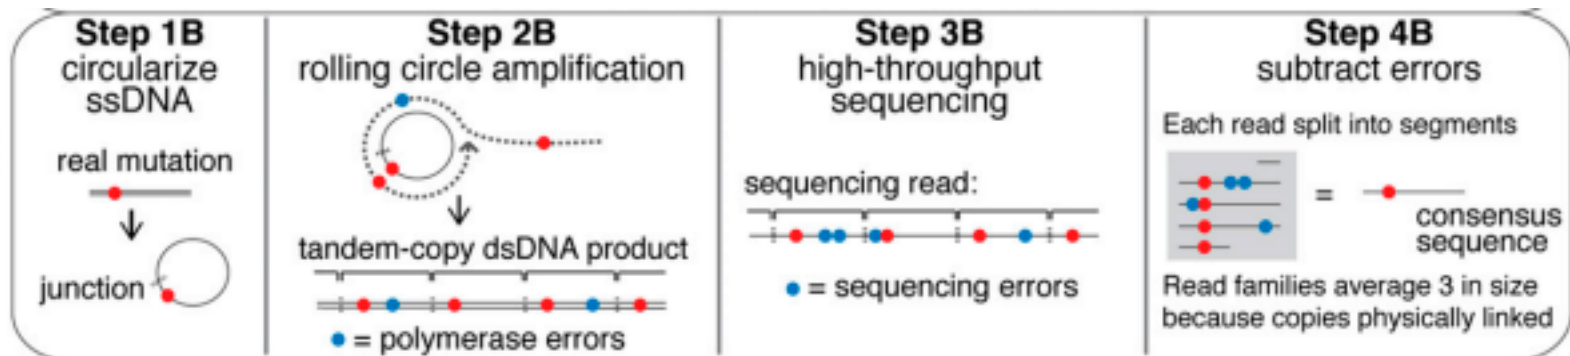 Step 1B
circularize
ssDNA
real mutation
junction
Step 2B
rolling circle amplification
tandem-copy dsDNA product
= polymerase errors
Step 3B
high-throughput
sequencing
sequencing read:
= sequencing errors
Step 4B
subtract errors
Each read split into segments
=
consensus
sequence
Read families average 3 in size
because copies physically linked